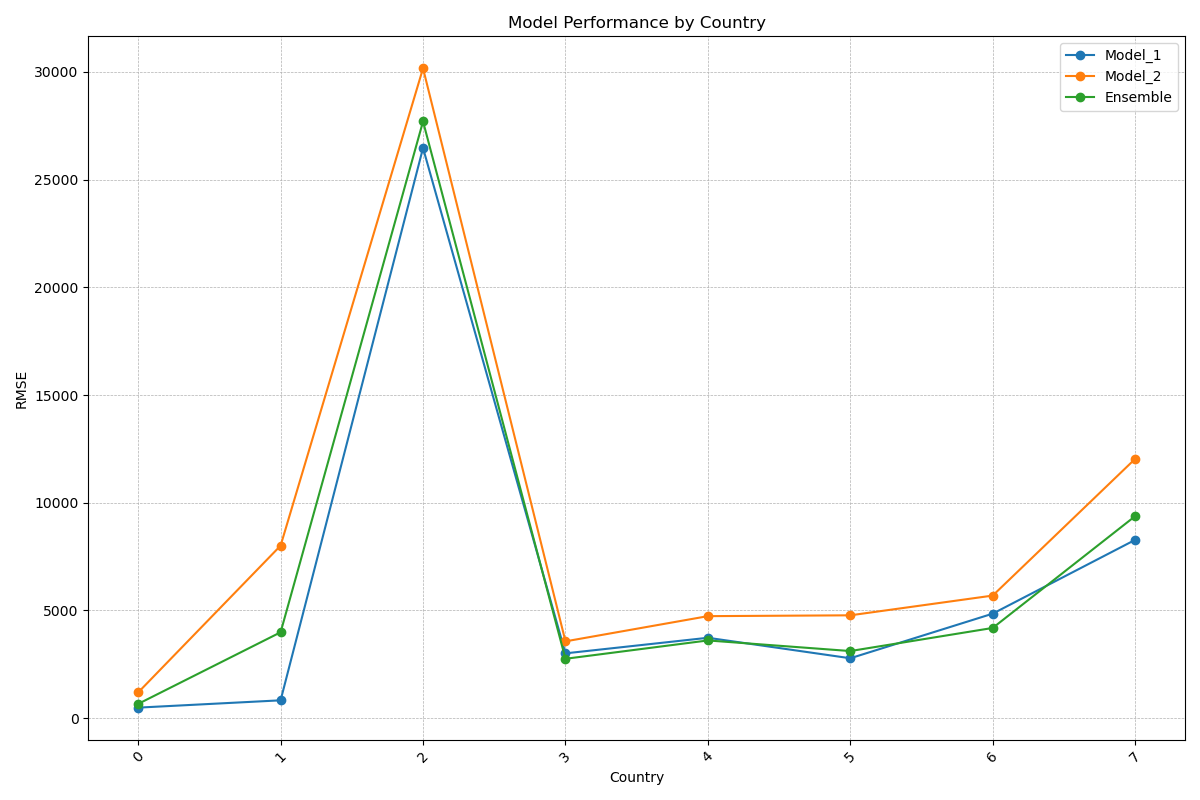 Model Performance by Country
Model_1
Model_2
Ensemble
30000
25000
20000
15000
10000
5000
0
RMSE
0 1 2 3 4 5 6 7
Country